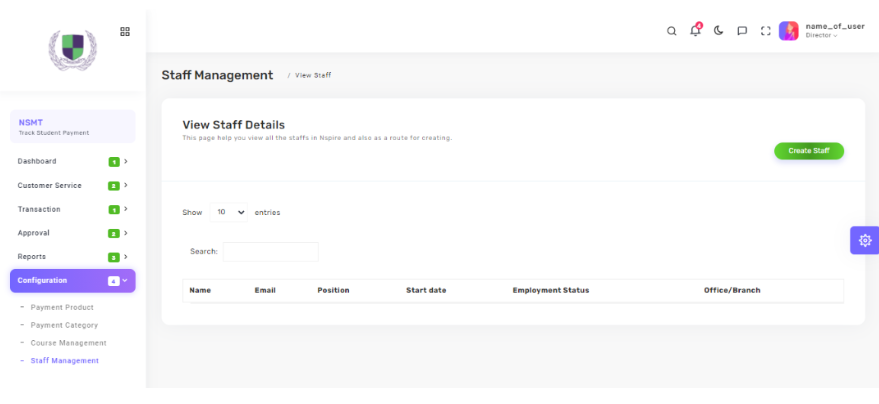 4
name_of_user
Director
Staff Management / View Staff
NSMT
Track Student Payment
Dashboard 1
Customer Service 2
Transaction 1
Approval 2
Reports 2
Configuration 4
- Payment Product
- Payment Category
- Course Management
- Staff Management
View Staff Details
This page help you view all the staffs in Nspire and also as a route for creating.
Create Staff
Show 10 entries
Search:
Name Email Position Start date Employment Status Office/Branch